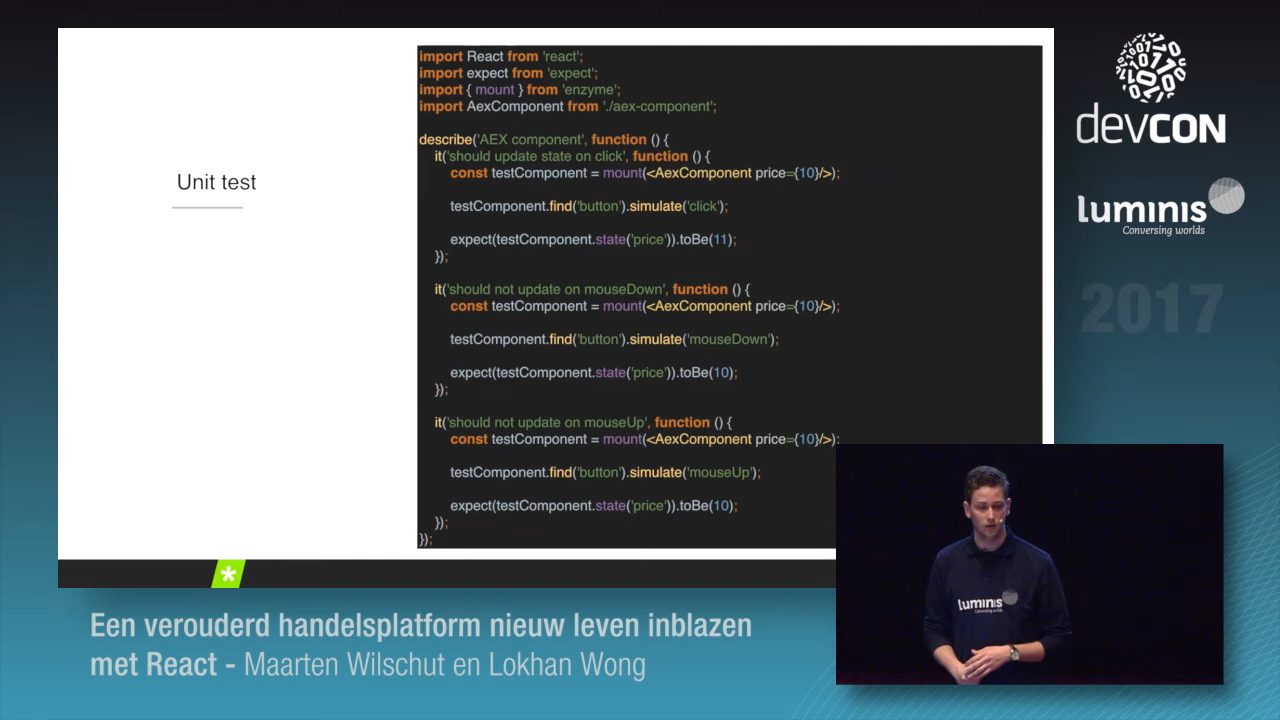 Unit test
import React from 'react';
import expect from 'expect';
import { mount } from 'enzyme';
import AexComponent from './aex-component';
describe('AEX component', function () {
it('should update state on click', function () {
const testComponent = mount(<AexComponent price={10}/>);
testComponent.find('button').simulate('click');
expect(testComponent.state('price')).toBe(11);
});
it('should not update on mouseDown', function () {
const testComponent = mount(<AexComponent price={10}/>);
testComponent.find('button').simulate('mouseDown');
expect(testComponent.state('price')).toBe(10);
});
it('should not update on mouseUp', function () {
const testComponent = mount(<AexComponent price={10}/>);
testComponent.find('button').simulate('mouseUp');
expect(testComponent.state('price')).toBe(10);
});
});
devCON
luminis
Conversing worlds
2017
luminis
Conversing worlds
Een verouderd handelsplatform nieuw leven inblazen
met React - Maarten Wilschut en Lokhan Wong